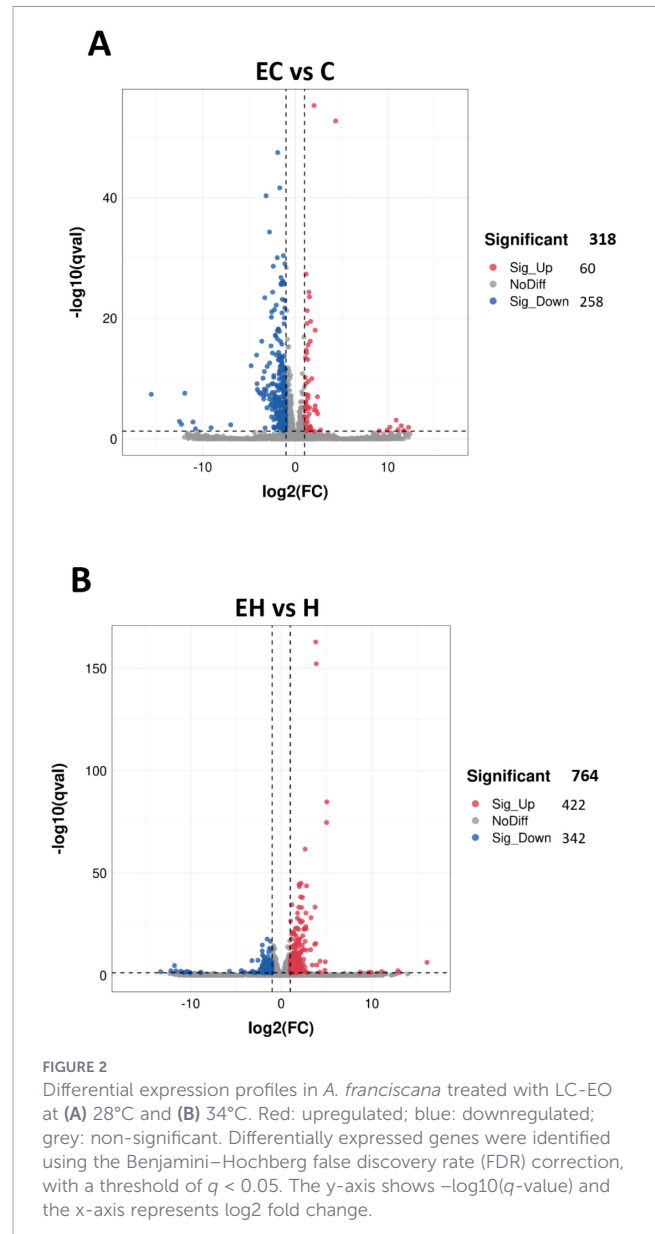 A
EC vs C
-log10(qval)
40
20
0
-10
0
10
log2(FC)
Significant 318
Sig_Up 60
NoDiff
Sig_Down 258
B
EH vs H
-log10(qval)
150
100
50
0
-10
0
10
log2(FC)
Significant 764
Sig_Up 422
NoDiff
Sig_Down 342
FIGURE 2
Differential expression profiles in A. franciscana treated with LC-EO
at (A) 28°C and (B) 34°C. Red: upregulated; blue: downregulated;
grey: non-significant. Differentially expressed genes were identified
using the Benjamini–Hochberg false discovery rate (FDR) correction,
with a threshold of q < 0.05. The y-axis shows –log10(q-value) and
the x-axis represents log2 fold change.